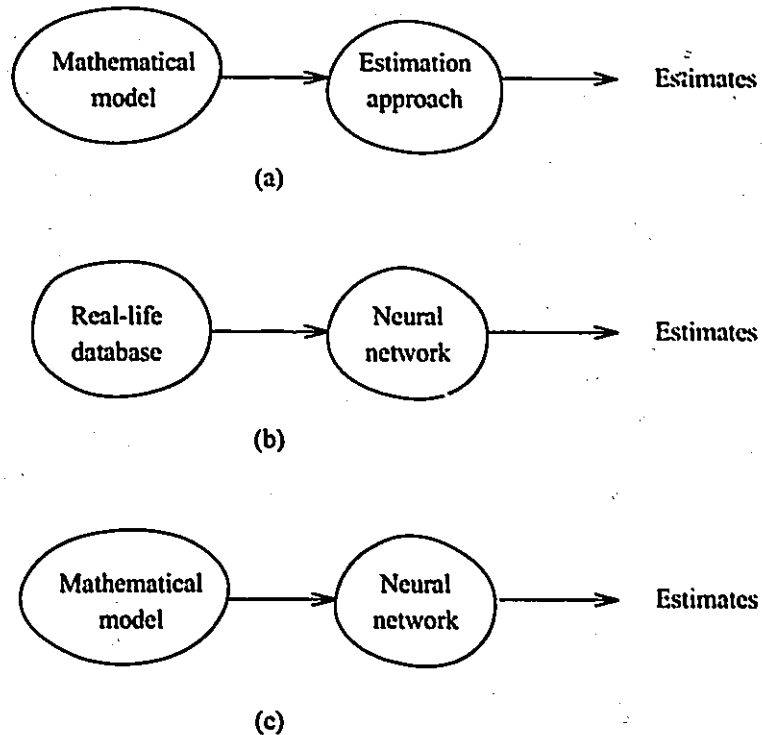 Mathematical model
Estimation approach
Estimates
(a)
Real-life database
Neural network
Estimates
(b)
Mathematical model
Neural network
Estimates
(c)